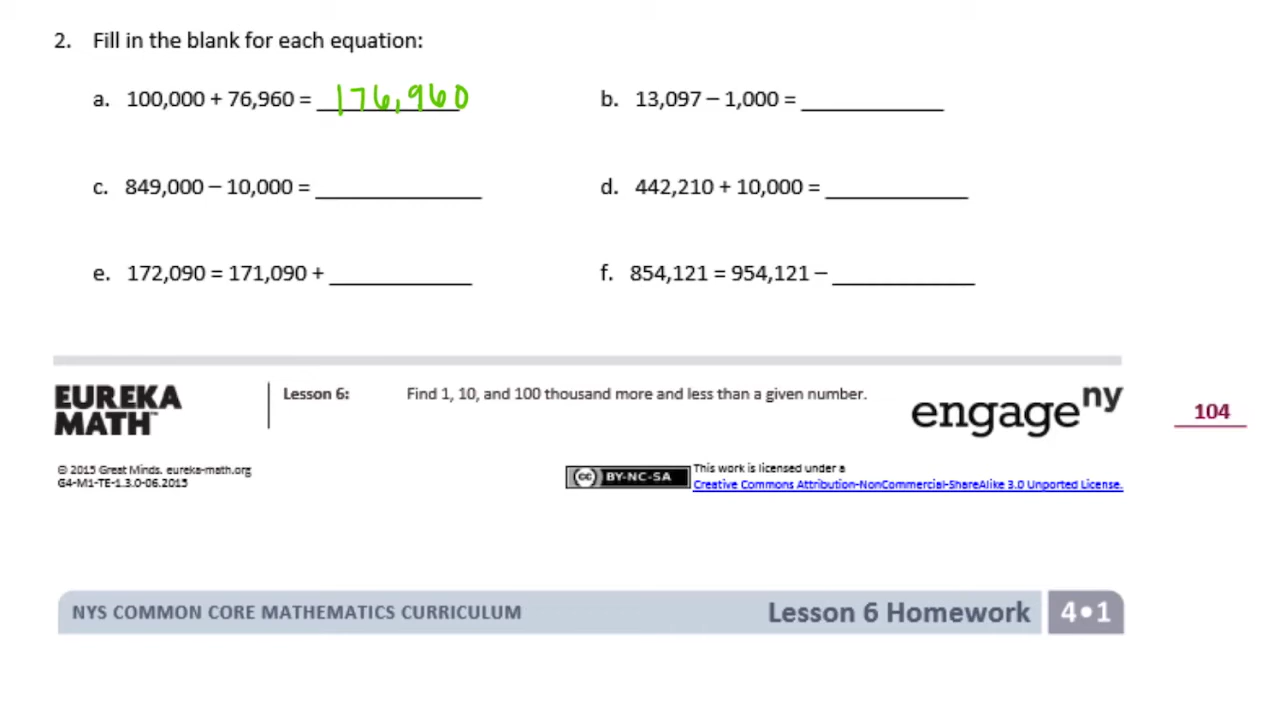 2. Fill in the blank for each equation:
a. 100,000 + 76,960 = 176,960
b. 13,097 – 1,000 = ____________
c. 849,000 – 10,000 = ______________
d. 442,210 + 10,000 = ____________
e. 172,090 = 171,090 + ____________
f. 854,121 = 954,121 – ____________
EUREKA
MATH™
Lesson 6: Find 1, 10, and 100 thousand more and less than a given number.
engage ny
104
© 2015 Great Minds. eureka-math.org
G4-M1-TE-1.3.0-06.2015
cc BY-NC-SA
This work is licensed under a
Creative Commons Attribution-NonCommercial-ShareAlike 3.0 Unported License.
NYS COMMON CORE MATHEMATICS CURRICULUM
Lesson 6 Homework 4•1